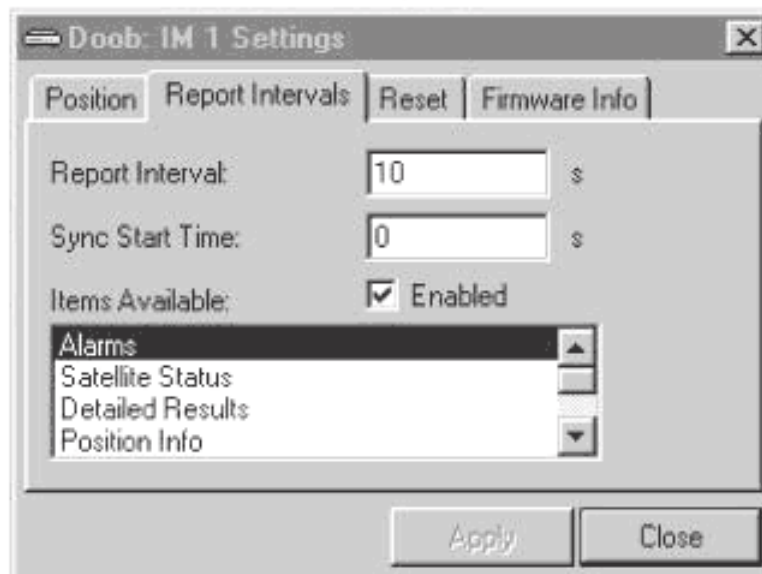 Doob: IM 1 Settings
Position Report Intervals Reset Firmware Info
Report Interval: 10 s
Sync Start Time: 0 s
Items Available: Enabled
Alarms
Satellite Status
Detailed Results
Position Info
Apply Close